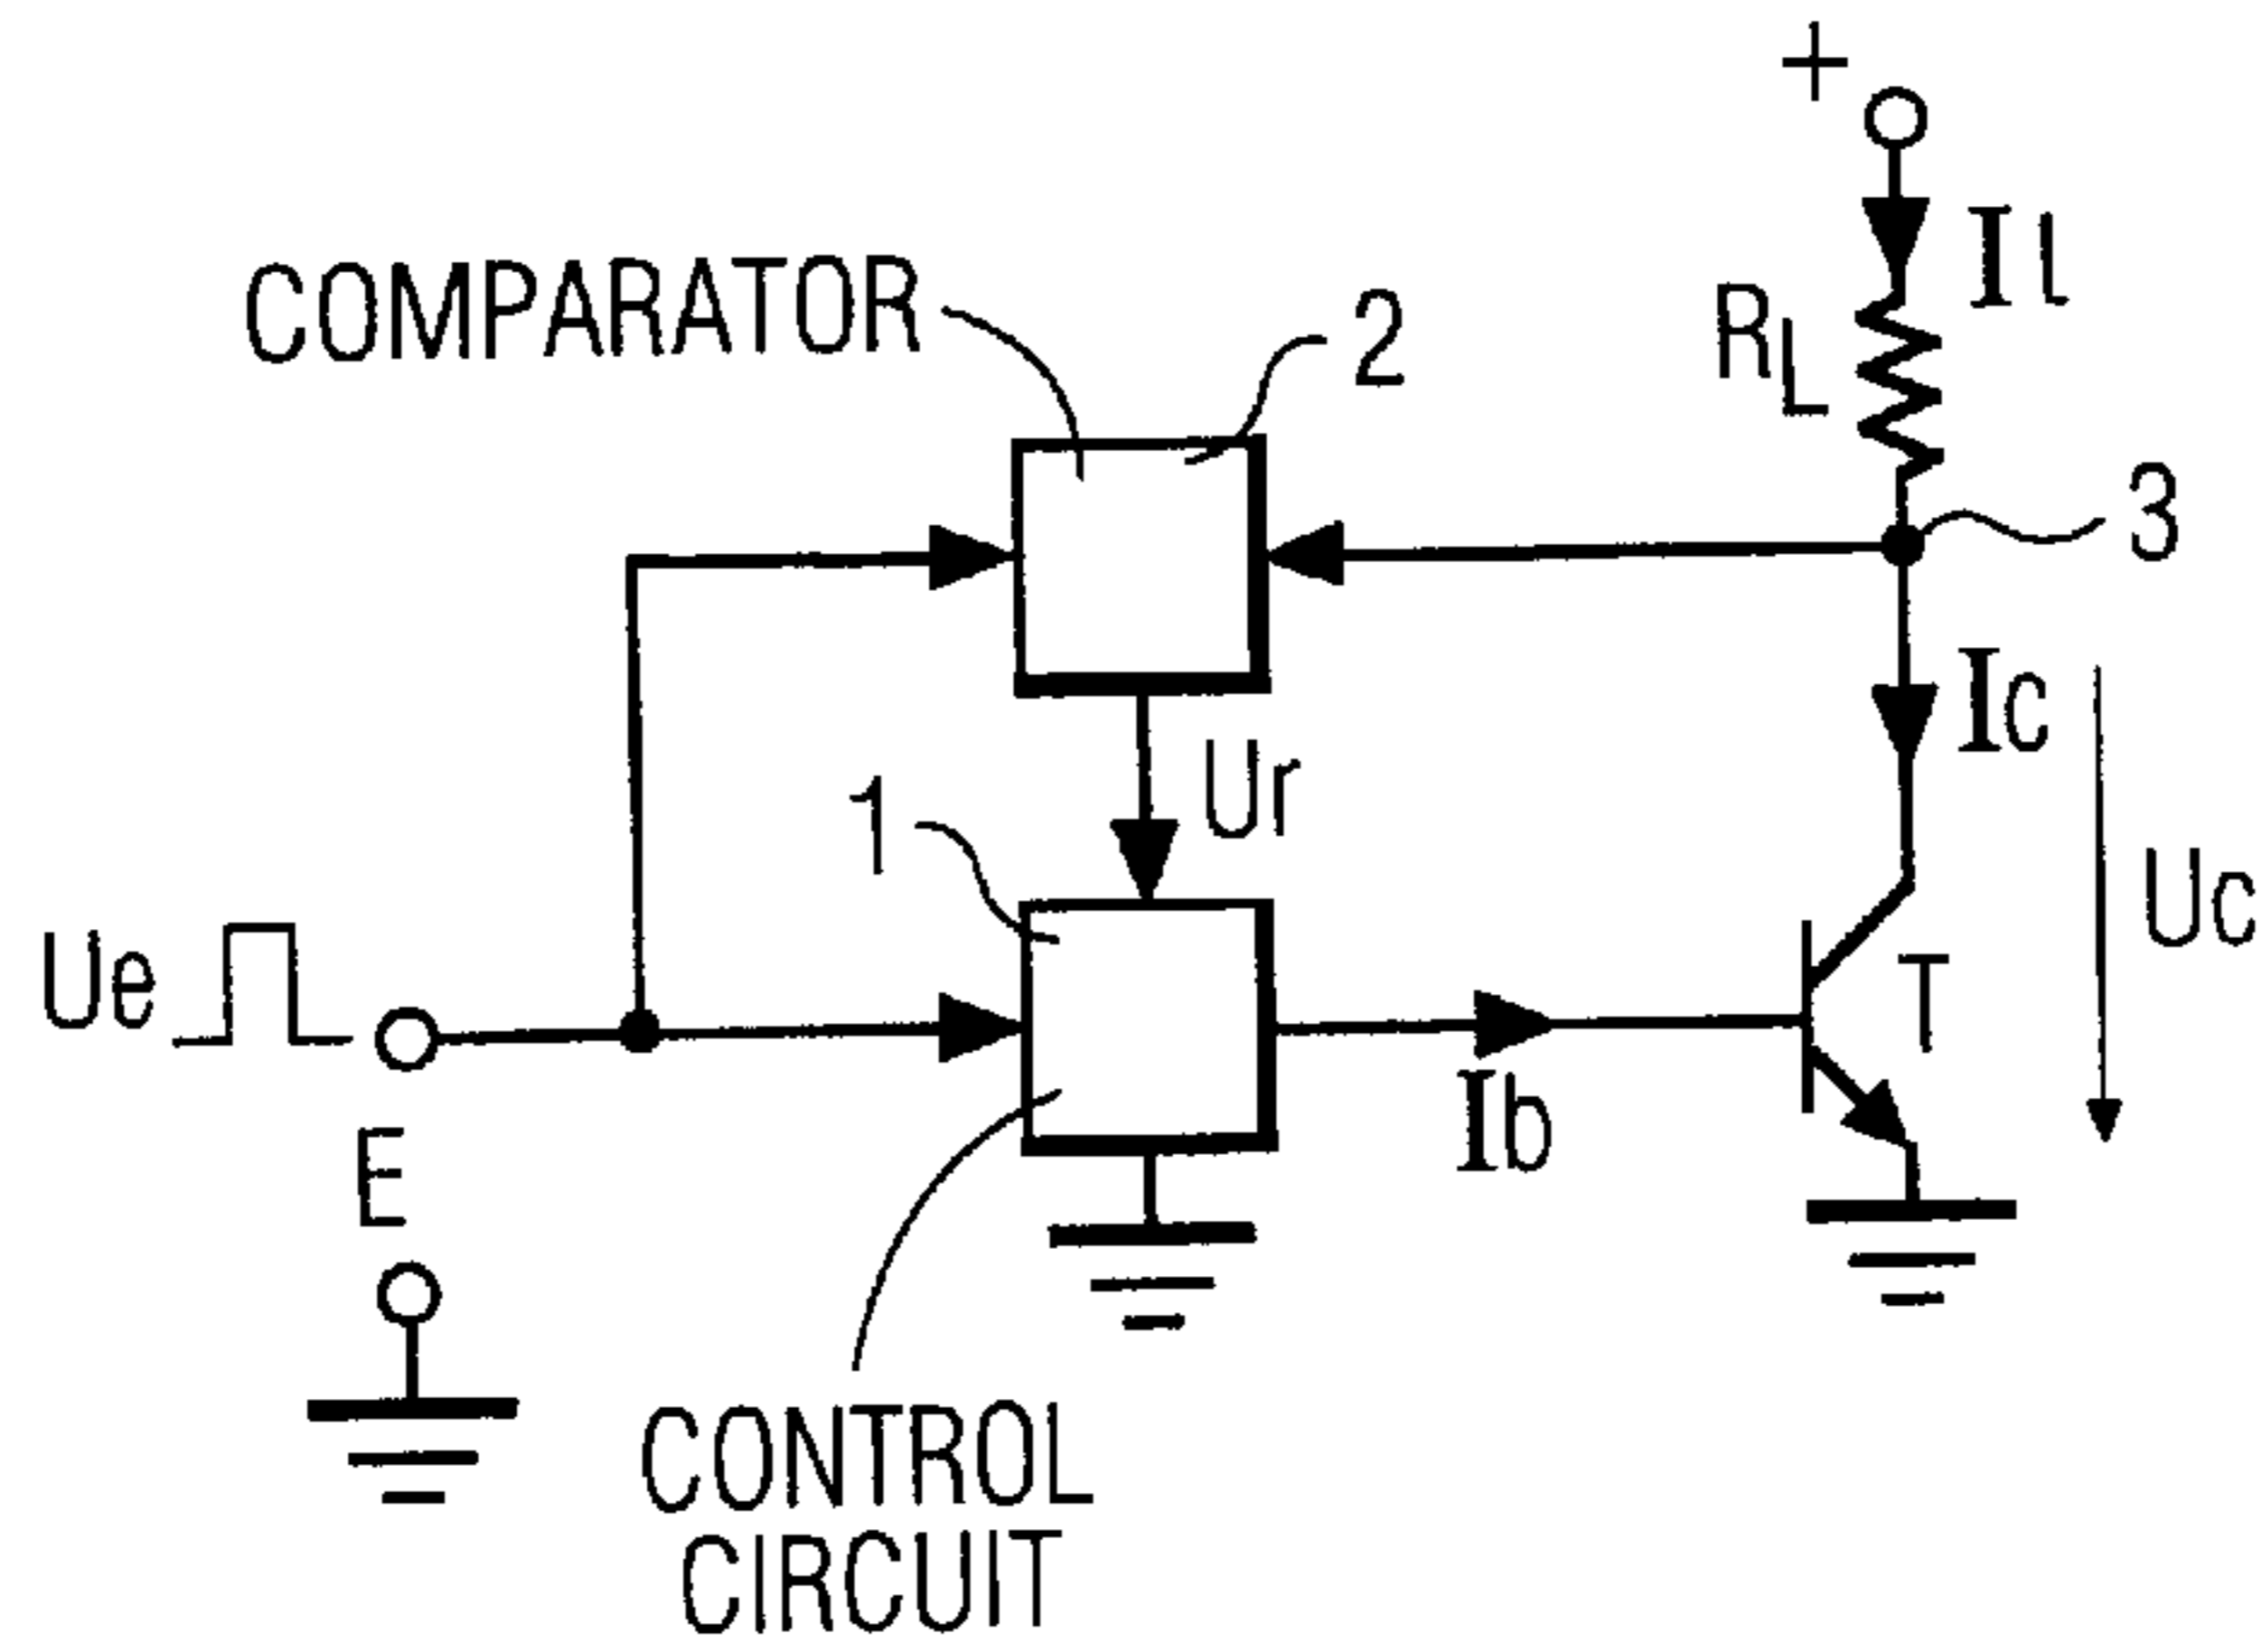 +
Il
RL
COMPARATOR
2
3
Ic
Ur
1
Uc
Ue
T
Ib
E
CONTROL
CIRCUIT